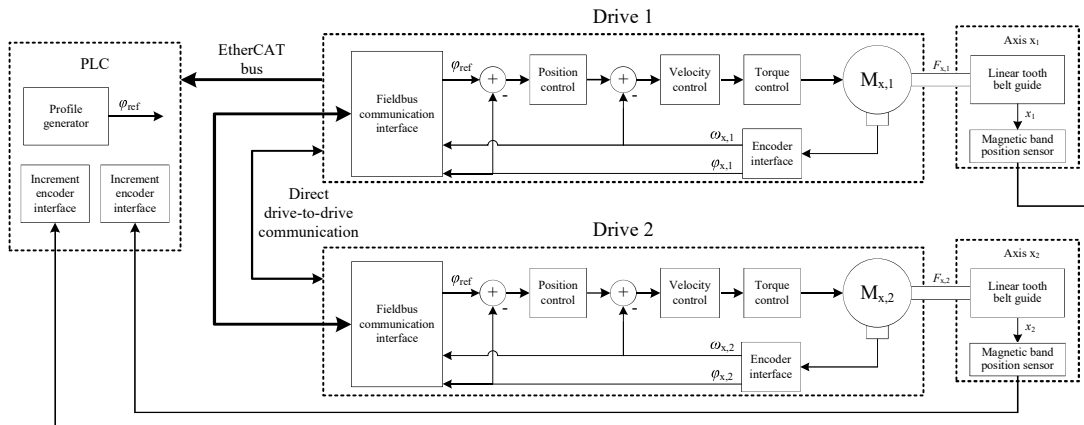 Drive 1
EtherCAT
bus
PLC
Profile
generator
φref
Increment
encoder
interface
Increment
encoder
interface
Direct
drive-to-drive
communication
Fieldbus
communication
interface
φref
+
-
Position
control
+
-
Velocity
control
Torque
control
Mx,1
ωx,1
φx,1
Encoder
interface
Fx,1
Axis x1
Linear tooth
belt guide
x1
Magnetic band
position sensor
Drive 2
Fieldbus
communication
interface
φref
+
-
Position
control
+
-
Velocity
control
Torque
control
Mx,2
ωx,2
φx,2
Encoder
interface
Fx,2
Axis x2
Linear tooth
belt guide
x2
Magnetic band
position sensor